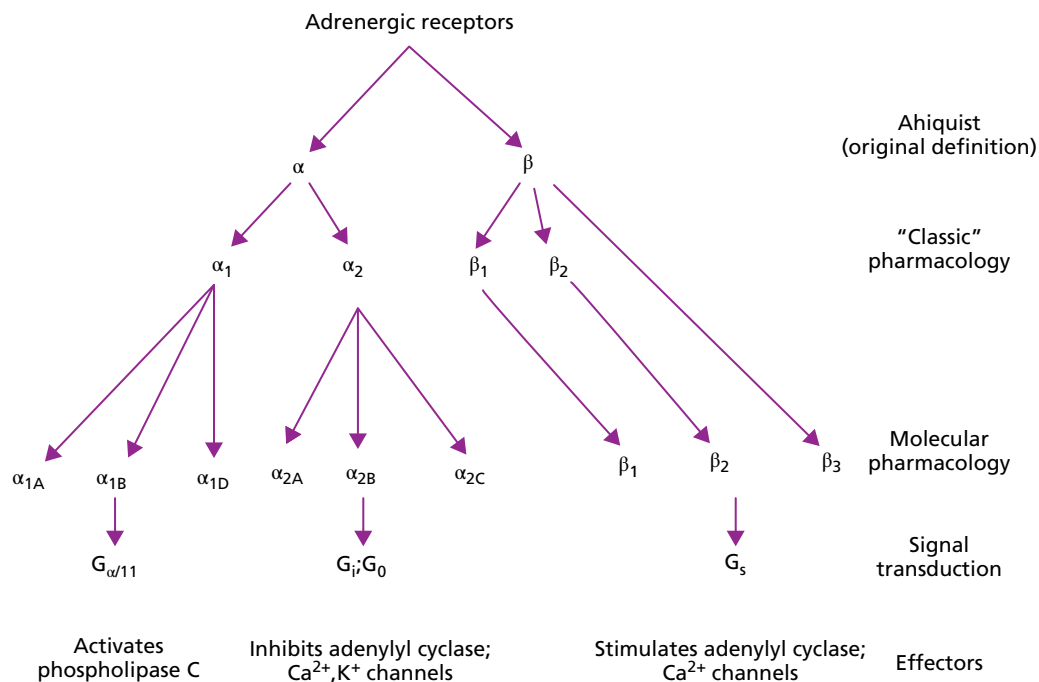 Adrenergic receptors
Ahiquist
(original definition)
α β
"Classic"
pharmacology
α1 α2 β1 β2
Molecular
pharmacology
α1A α1B α1D α2A α2B α2C β1 β2 β3
Gα/11 Gi;G0 Gs
Signal
transduction
Activates
phospholipase C
Inhibits adenylyl cyclase;
Ca2+,K+ channels
Stimulates adenylyl cyclase;
Ca2+ channels
Effectors